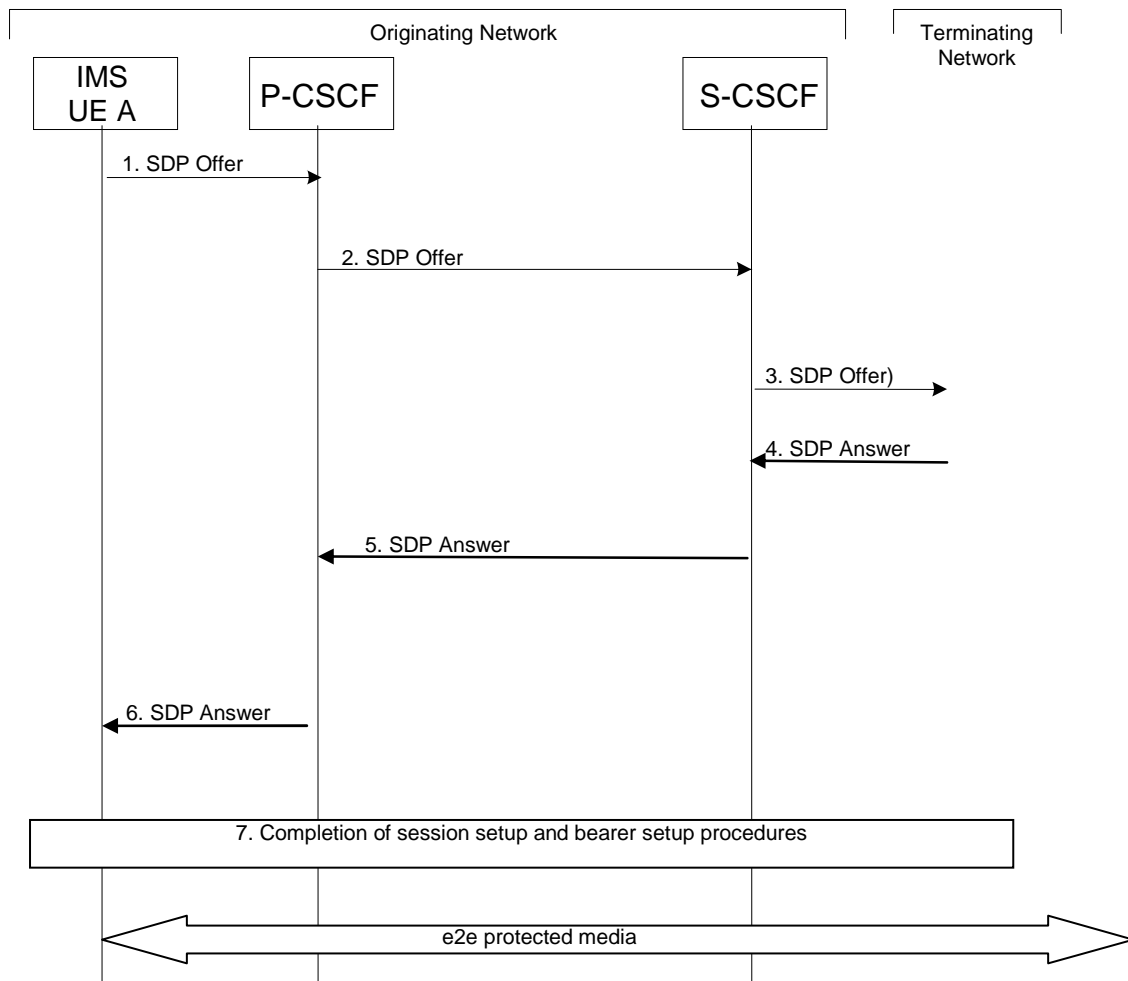 Originating Network
Terminating
Network
IMS
UE A
P-CSCF
S-CSCF
1. SDP Offer
2. SDP Offer
3. SDP Offer)
4. SDP Answer
5. SDP Answer
6. SDP Answer
7. Completion of session setup and bearer setup procedures
e2e protected media